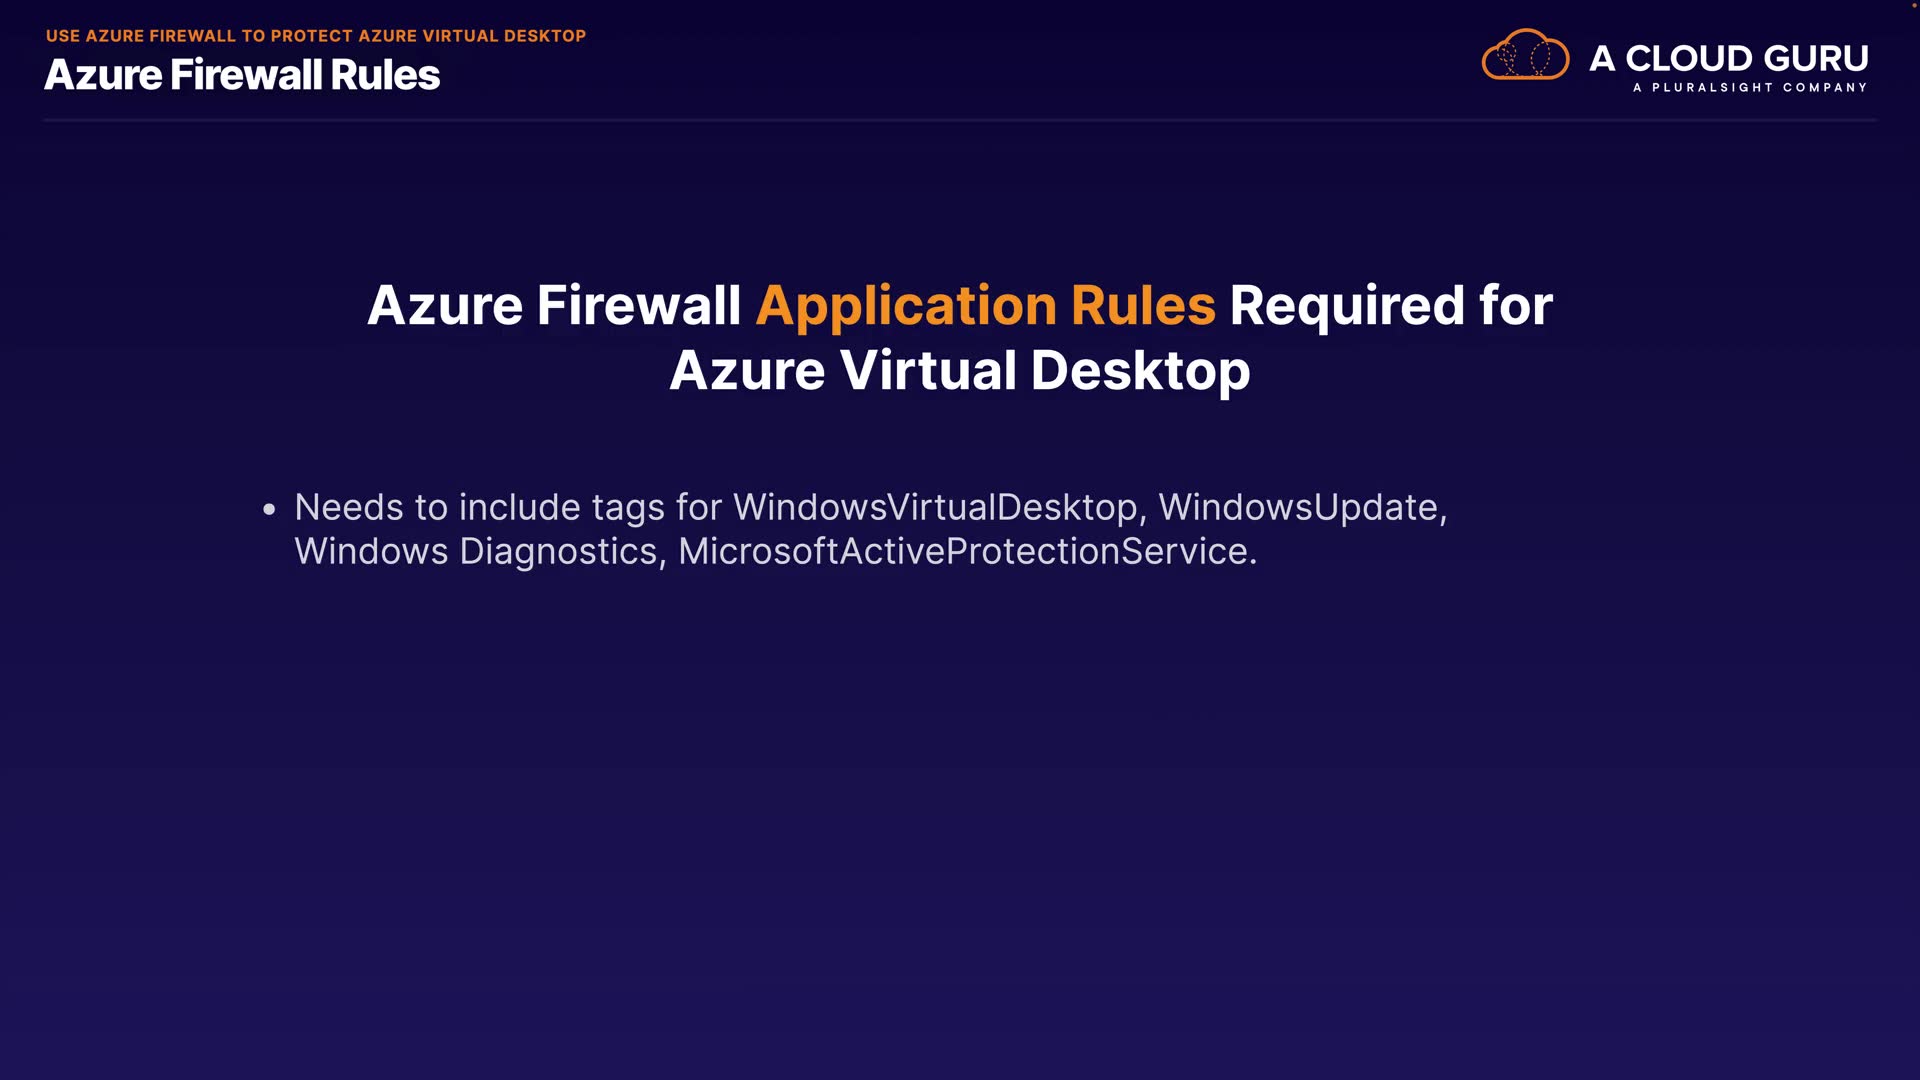 USE AZURE FIREWALL TO PROTECT AZURE VIRTUAL DESKTOP
Azure Firewall Rules
A CLOUD GURU
A PLURALSIGHT COMPANY
Azure Firewall Application Rules Required for
Azure Virtual Desktop
• Needs to include tags for WindowsVirtualDesktop, WindowsUpdate,
Windows Diagnostics, MicrosoftActiveProtectionService.